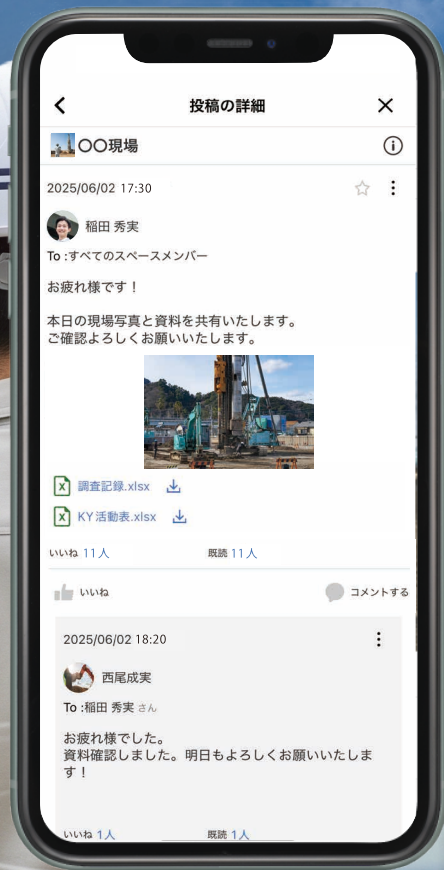 投稿の詳細
〇〇現場
2025/06/02 17:30
稲田 秀実
To :すべてのスペースメンバー
お疲れ様です！
本日の現場写真と資料を共有いたします。
ご確認よろしくお願いいたします。
調査記録.xlsx
KY活動表.xlsx
いいね 11人 既読 11人
いいね コメントする
2025/06/02 18:20
西尾成実
To :稲田 秀実 さん
お疲れ様でした。
資料確認しました。明日もよろしくお願いいたしま
す！
いいね 1人 既読 1人